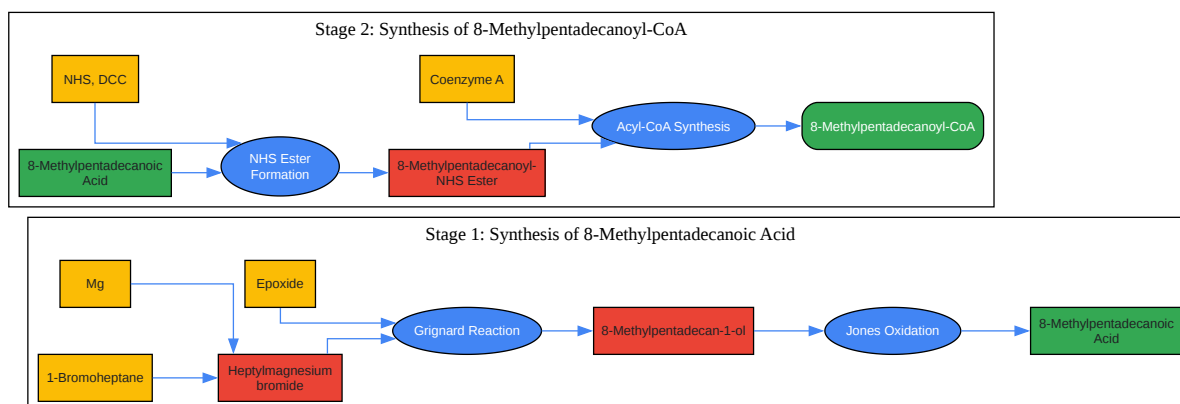 Stage 2: Synthesis of 8-Methylpentadecanoyl-CoA
NHS, DCC
Coenzyme A
Acyl-CoA Synthesis
8-Methylpentadecanoyl-CoA
8-Methylpentadecanoic
Acid
NHS Ester
Formation
8-Methylpentadecanoyl-
NHS Ester
Stage 1: Synthesis of 8-Methylpentadecanoic Acid
Mg
Epoxide
Grignard Reaction
8-Methylpentadecan-1-ol
Jones Oxidation
8-Methylpentadecanoic
Acid
1-Bromoheptane
Heptylmagnesium
bromide